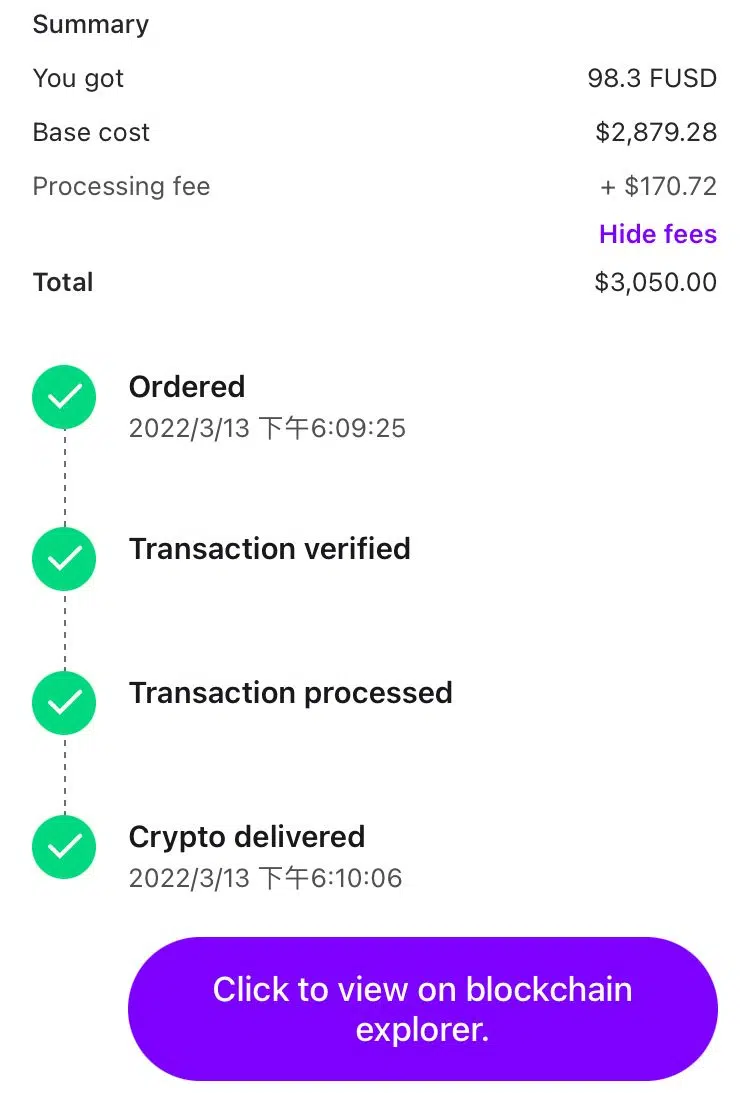 Summary
You got 98.3 FUSD
Base cost $2,879.28
Processing fee + $170.72
Hide fees
Total $3,050.00
Ordered
2022/3/13 下午6:09:25
Transaction verified
Transaction processed
Crypto delivered
2022/3/13 下午6:10:06
Click to view on blockchain
explorer.